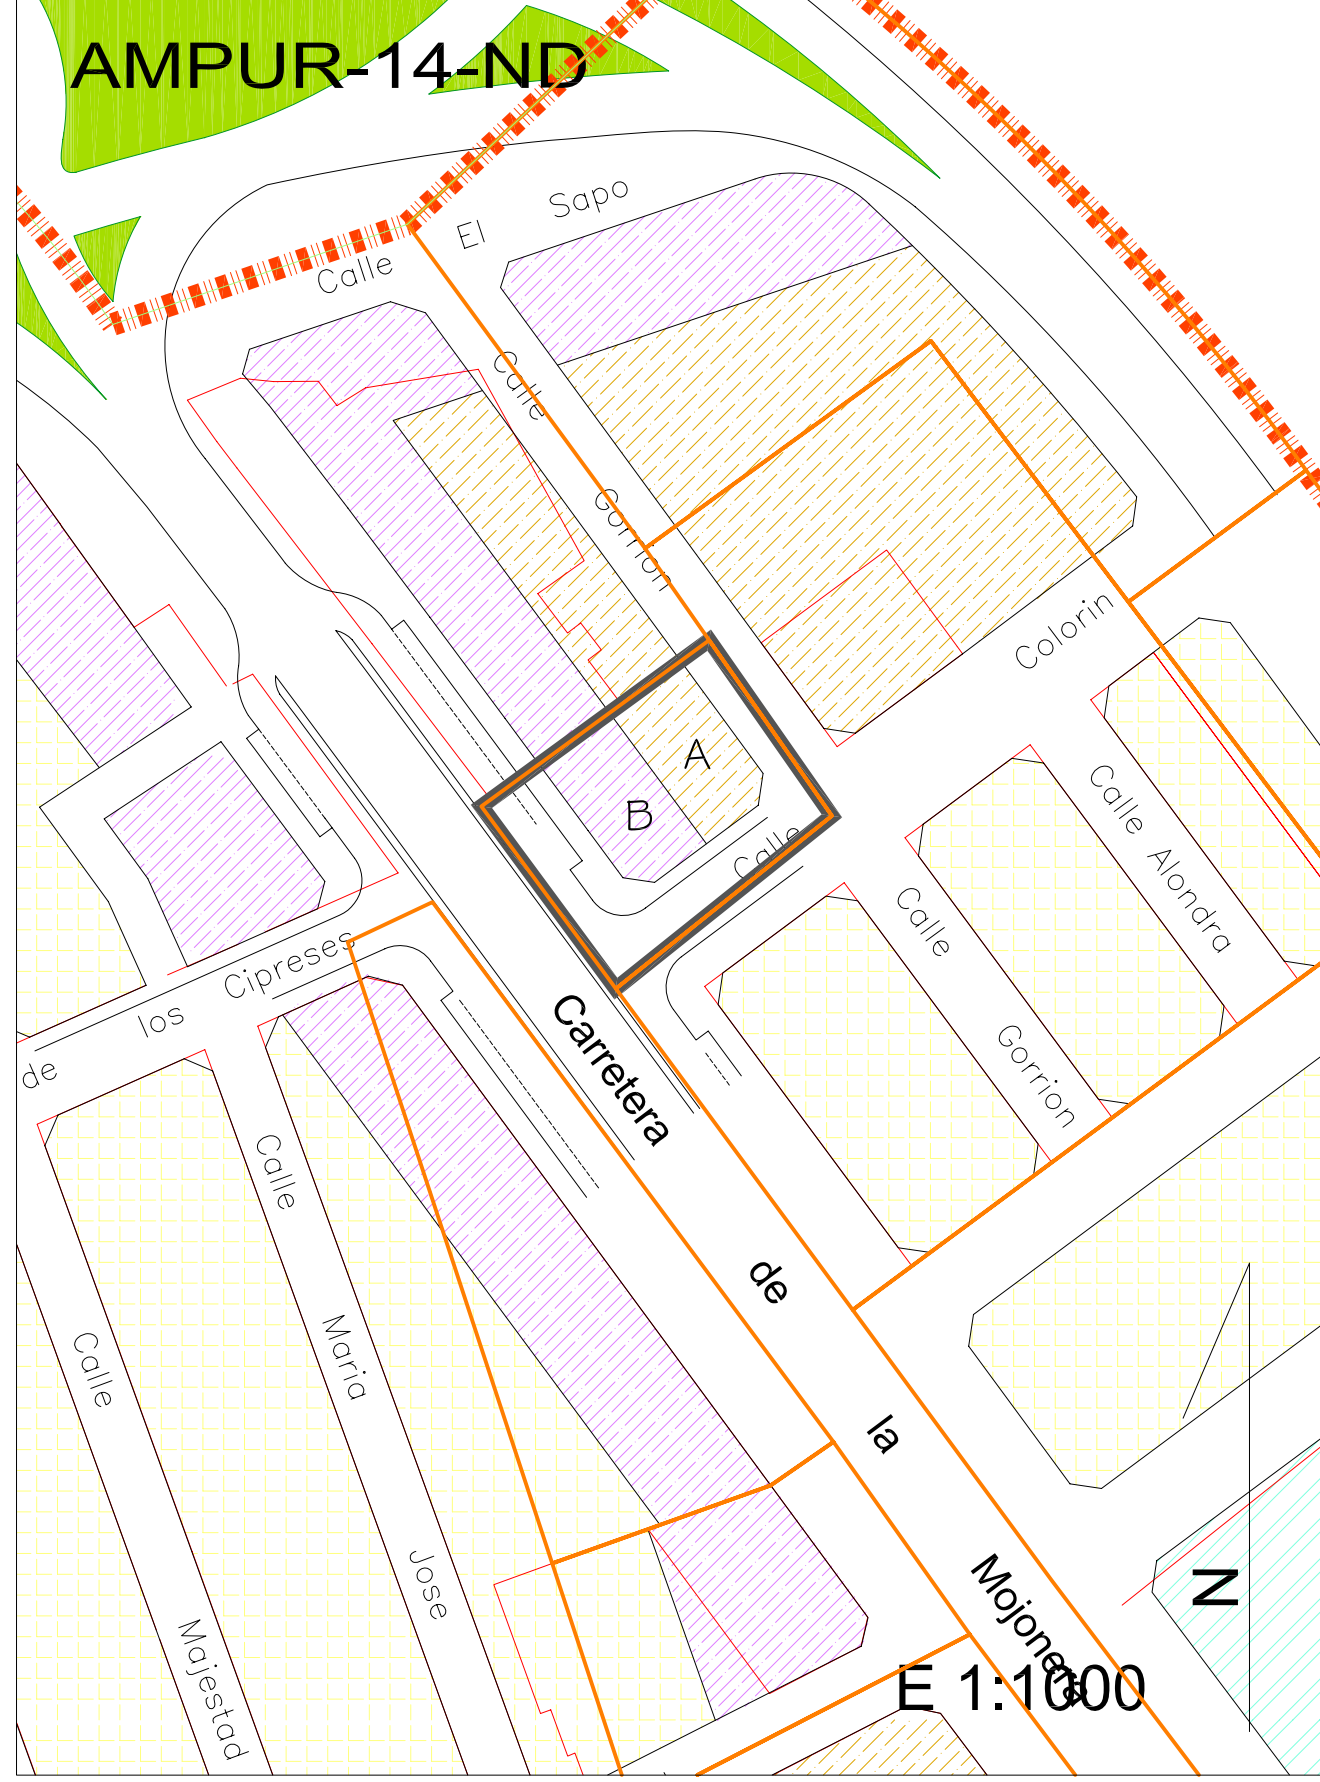 AMPUR-14-ND
Calle El Sapo
Calle Gorrion
Calle Colorin
A
B
Calle Alondra
Calle Gorrion
de los Cipreses
Carretera de la Mojonera
Calle Maria Jose
Calle Majestad
N
E 1:1000